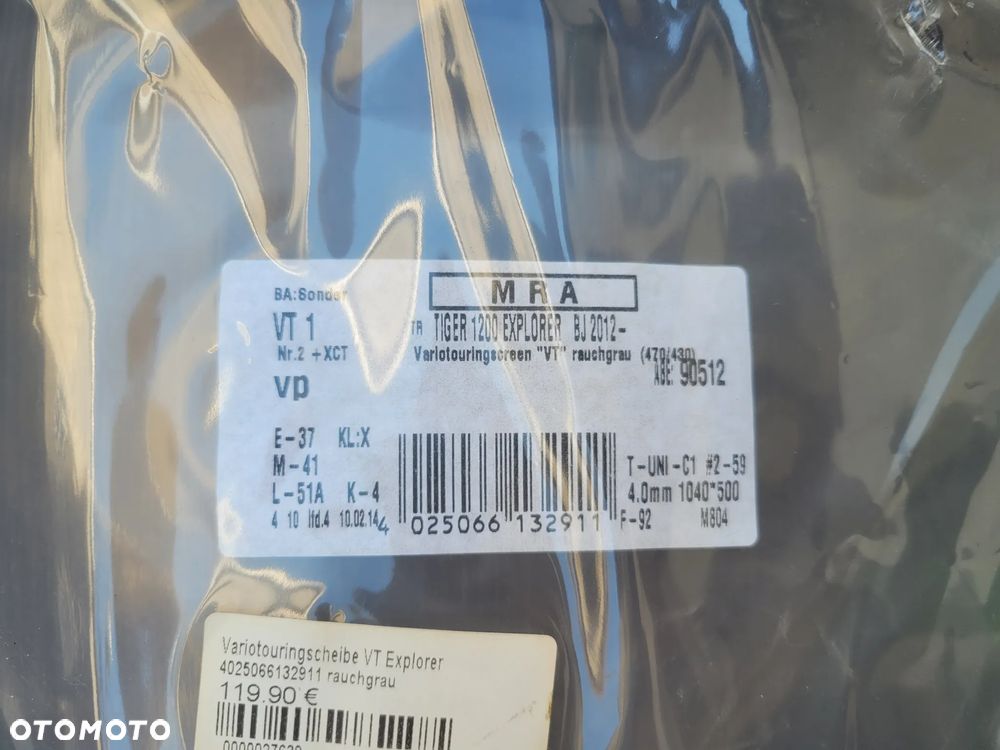 BA:Sonder
MRA
VT 1
TR TIGER 1200 EXPLORER BJ 2012-
Nr.2 +XCT
Variotouringscreen "VT" rauchgrau (470/430)
vp
ABE: 90512
E-37 KL:X
M-41
T-UNI-C1 #2-59
L-51A K-4
4.0mm 1040*500
4 10 lfd.4 10.02.14
4 025066 132911
F-92 M804
Variotouringscheibe VT Explorer
4025066132911 rauchgrau
119.90 €
OTOMOTO